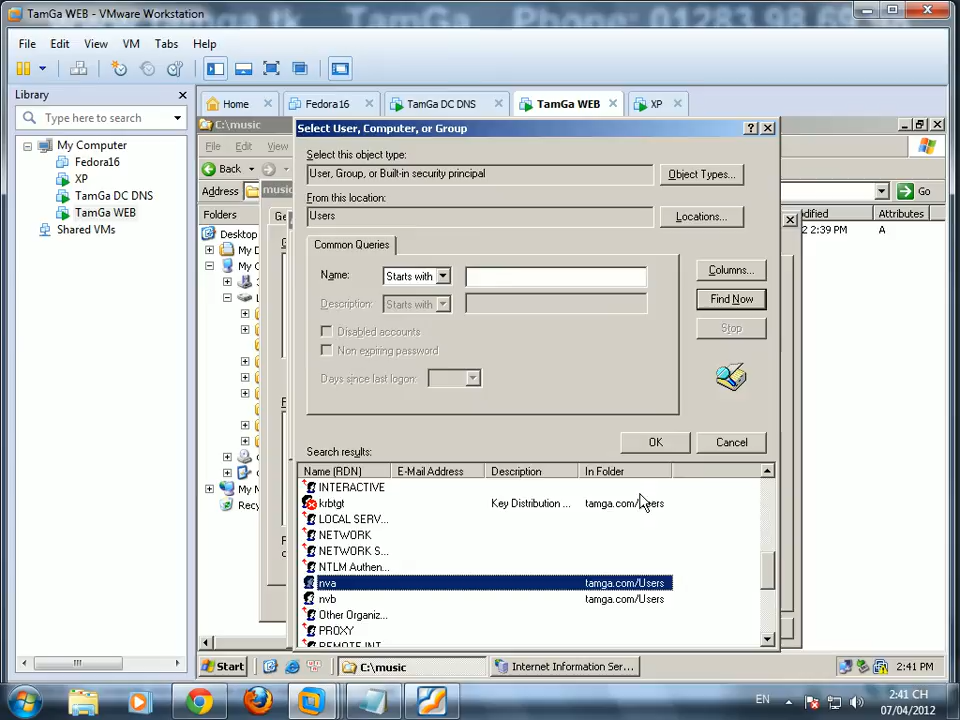 TamGa WEB - VMware Workstation
File Edit View VM Tabs Help
Library
Type here to search
My Computer
Fedora16
XP
TamGa DC DNS
TamGa WEB
Shared VMs
Home
Fedora16
TamGa DC DNS
TamGa WEB
XP
C:\music
File Edit View
Back
Address
Go
Folders
Attributes
2 2:39 PM A
Desktop
Select User, Computer, or Group
Select this object type:
User, Group, or Built-in security principal
Object Types...
From this location:
Users
Locations...
Common Queries
Name: Starts with
Description: Starts with
Disabled accounts
Non expiring password
Days since last logon:
Columns...
Find Now
Stop
OK
Cancel
Search results:
Name (RDN) E-Mail Address Description In Folder
INTERACTIVE
krbtgt Key Distribution ... tamga.com/Users
LOCAL SERV...
NETWORK
NETWORK S...
NTLM Authen...
nva tamga.com/Users
nvb tamga.com/Users
Other Organiz...
PROXY
REMOTE INT
Start
C:\music
Internet Information Ser...
2:41 PM
EN
2:41 CH
07/04/2012